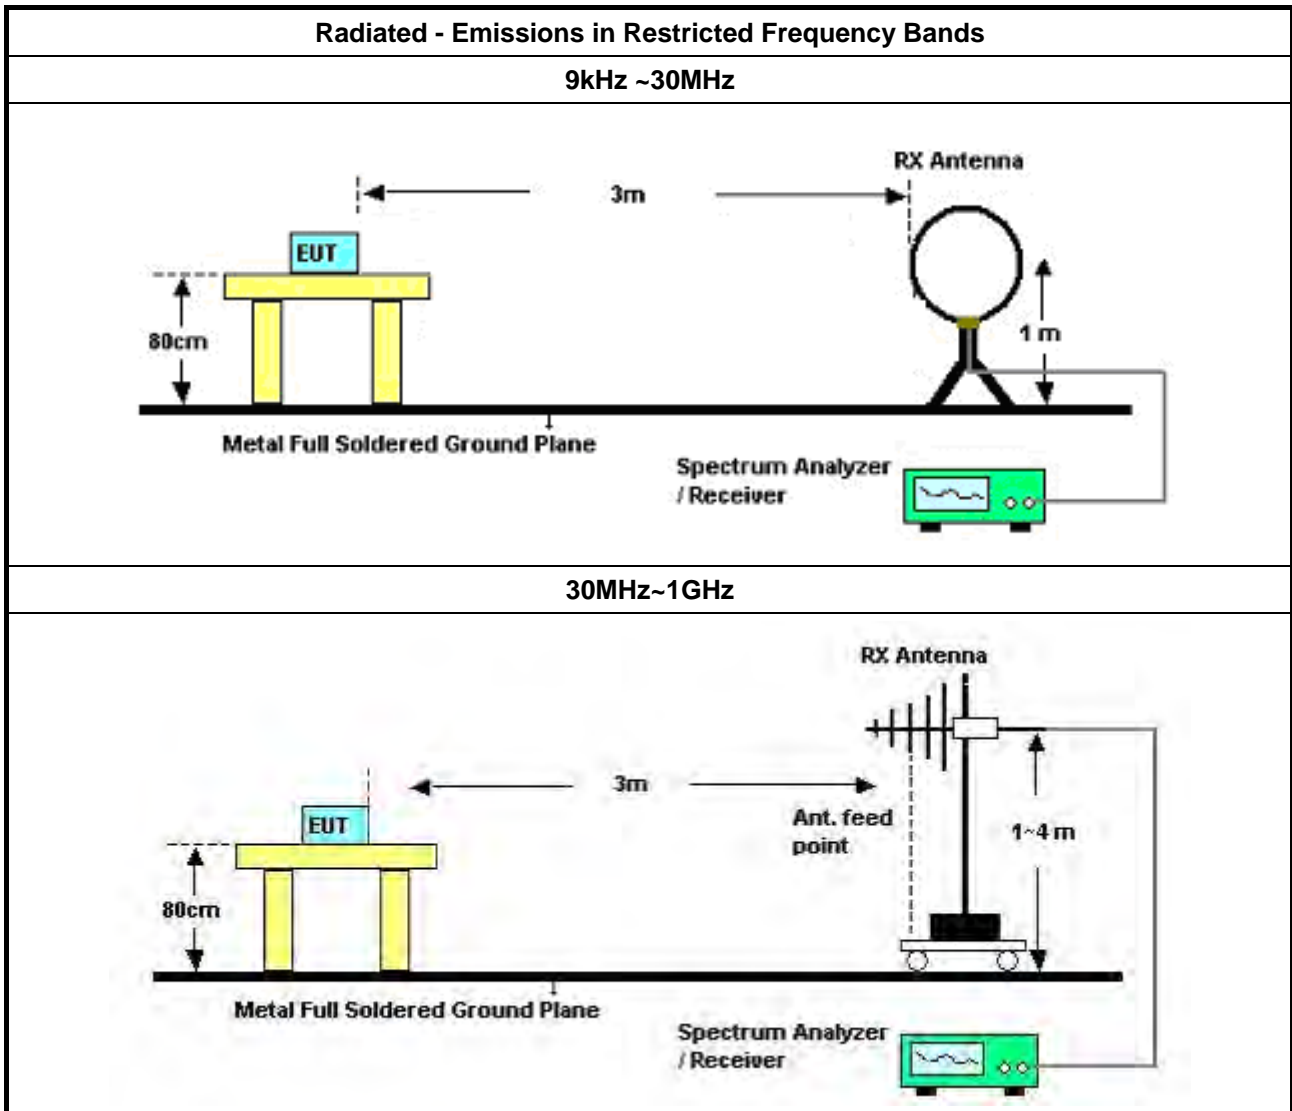 Radiated - Emissions in Restricted Frequency Bands
9kHz ~30MHz
RX Antenna
3m
EUT
80cm
1 m
Metal Full Soldered Ground Plane
Spectrum Analyzer
/ Receiver
30MHz~1GHz
RX Antenna
3m
Ant. feed
point
EUT
1~4 m
80cm
Metal Full Soldered Ground Plane
Spectrum Analyzer
/ Receiver